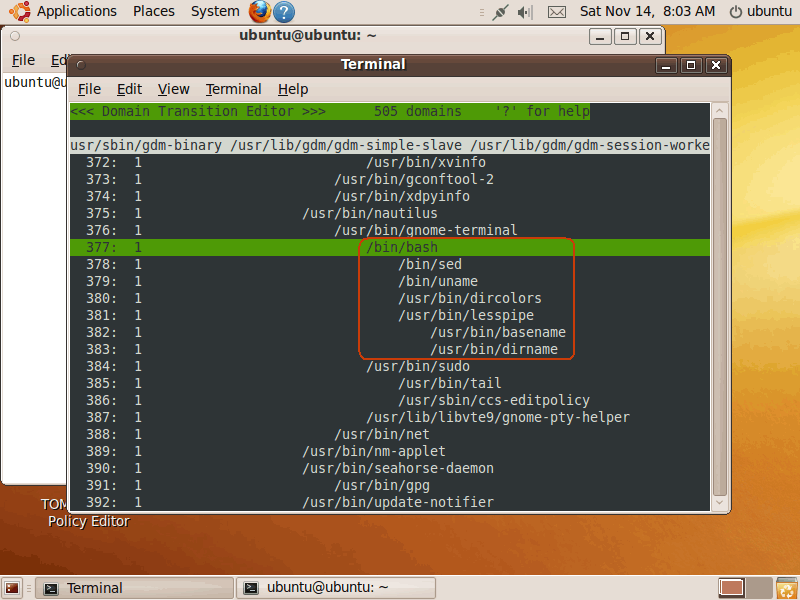 Applications Places System Sat Nov 14, 8:03 AM ubuntu
ubuntu@ubuntu: ~
File Ed
ubuntu@u
Terminal
File Edit View Terminal Help
<<< Domain Transition Editor >>> 505 domains '?' for help
usr/sbin/gdm-binary /usr/lib/gdm/gdm-simple-slave /usr/lib/gdm/gdm-session-worke
372: 1 /usr/bin/xvinfo
373: 1 /usr/bin/gconftool-2
374: 1 /usr/bin/xdpyinfo
375: 1 /usr/bin/nautilus
376: 1 /usr/bin/gnome-terminal
377: 1 /bin/bash
378: 1 /bin/sed
379: 1 /bin/uname
380: 1 /usr/bin/dircolors
381: 1 /usr/bin/lesspipe
382: 1 /usr/bin/basename
383: 1 /usr/bin/dirname
384: 1 /usr/bin/sudo
385: 1 /usr/bin/tail
386: 1 /usr/sbin/ccs-editpolicy
387: 1 /usr/lib/libvte9/gnome-pty-helper
388: 1 /usr/bin/net
389: 1 /usr/bin/nm-applet
390: 1 /usr/bin/seahorse-daemon
391: 1 /usr/bin/gpg
392: 1 /usr/bin/update-notifier
TOM
Policy Editor
Terminal ubuntu@ubuntu: ~